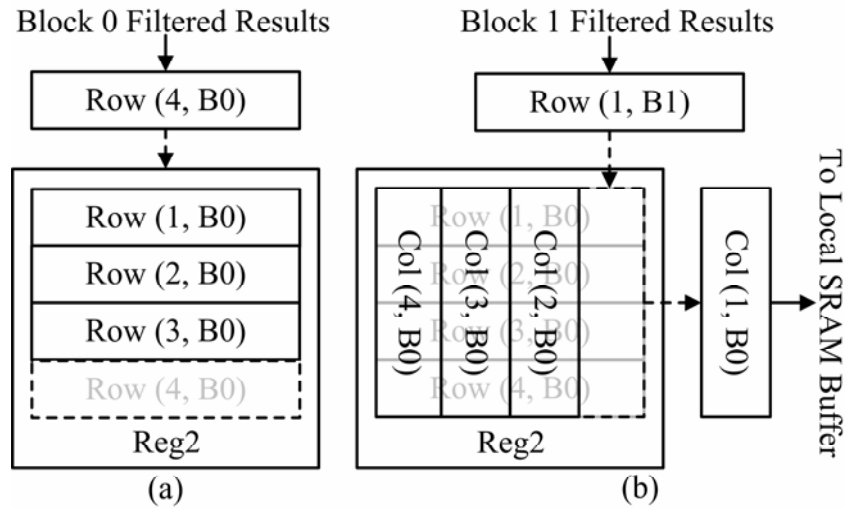 Block 0 Filtered Results
Row (4, B0)
Row (1, B0)
Row (2, B0)
Row (3, B0)
Row (4, B0)
Reg2
(a)
Block 1 Filtered Results
Row (1, B1)
Row (1, B0)
Row (2, B0)
Row (3, B0)
Row (4, B0)
Col (4, B0)
Col (3, B0)
Col (2, B0)
Col (1, B0)
To Local SRAM Buffer
Reg2
(b)